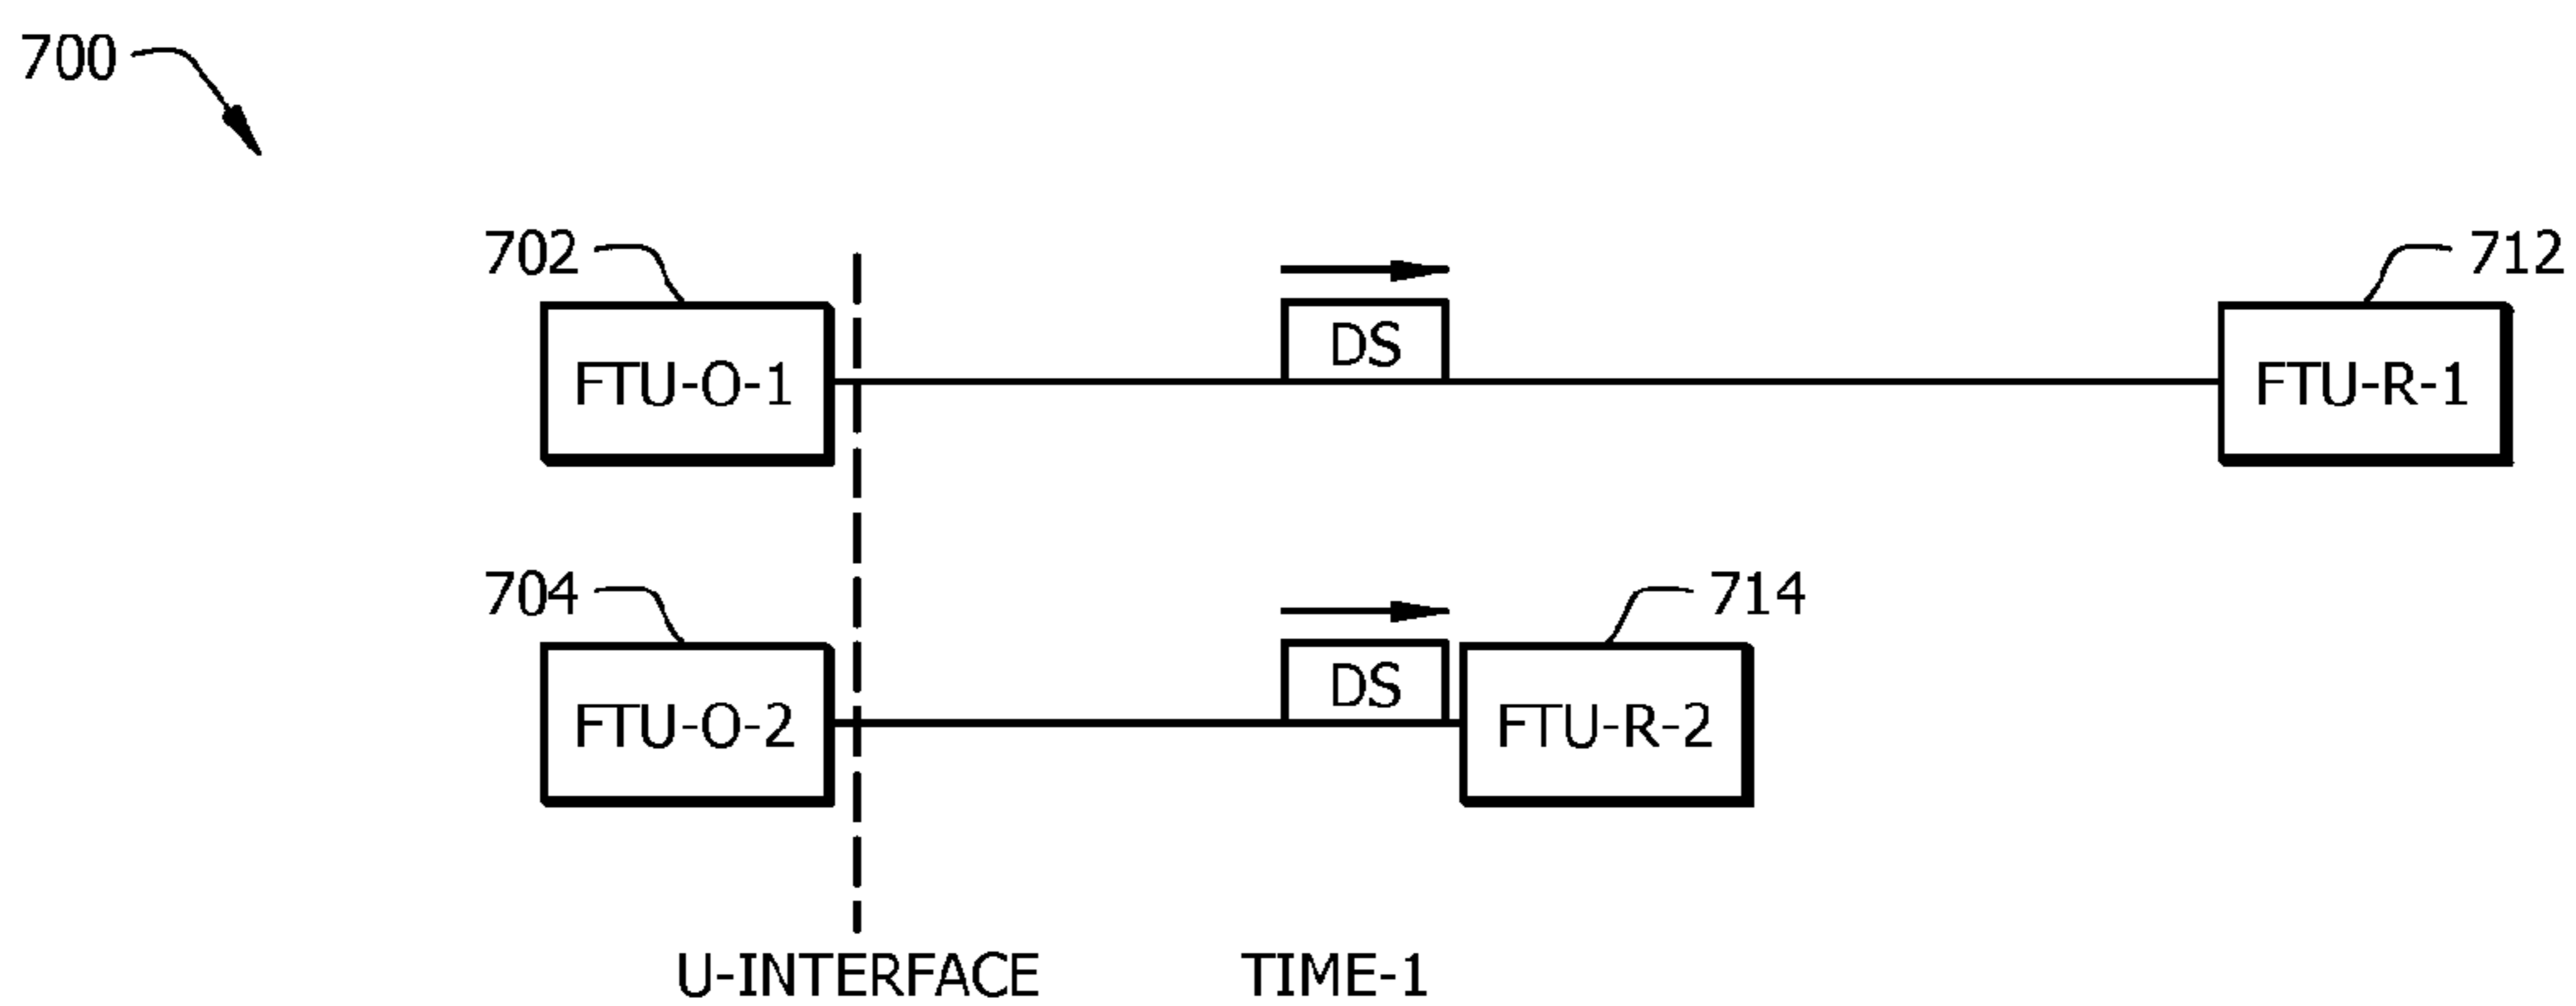 700
702
712
DS
FTU-O-1
FTU-R-1
704
714
DS
FTU-O-2
FTU-R-2
U-INTERFACE
TIME-1